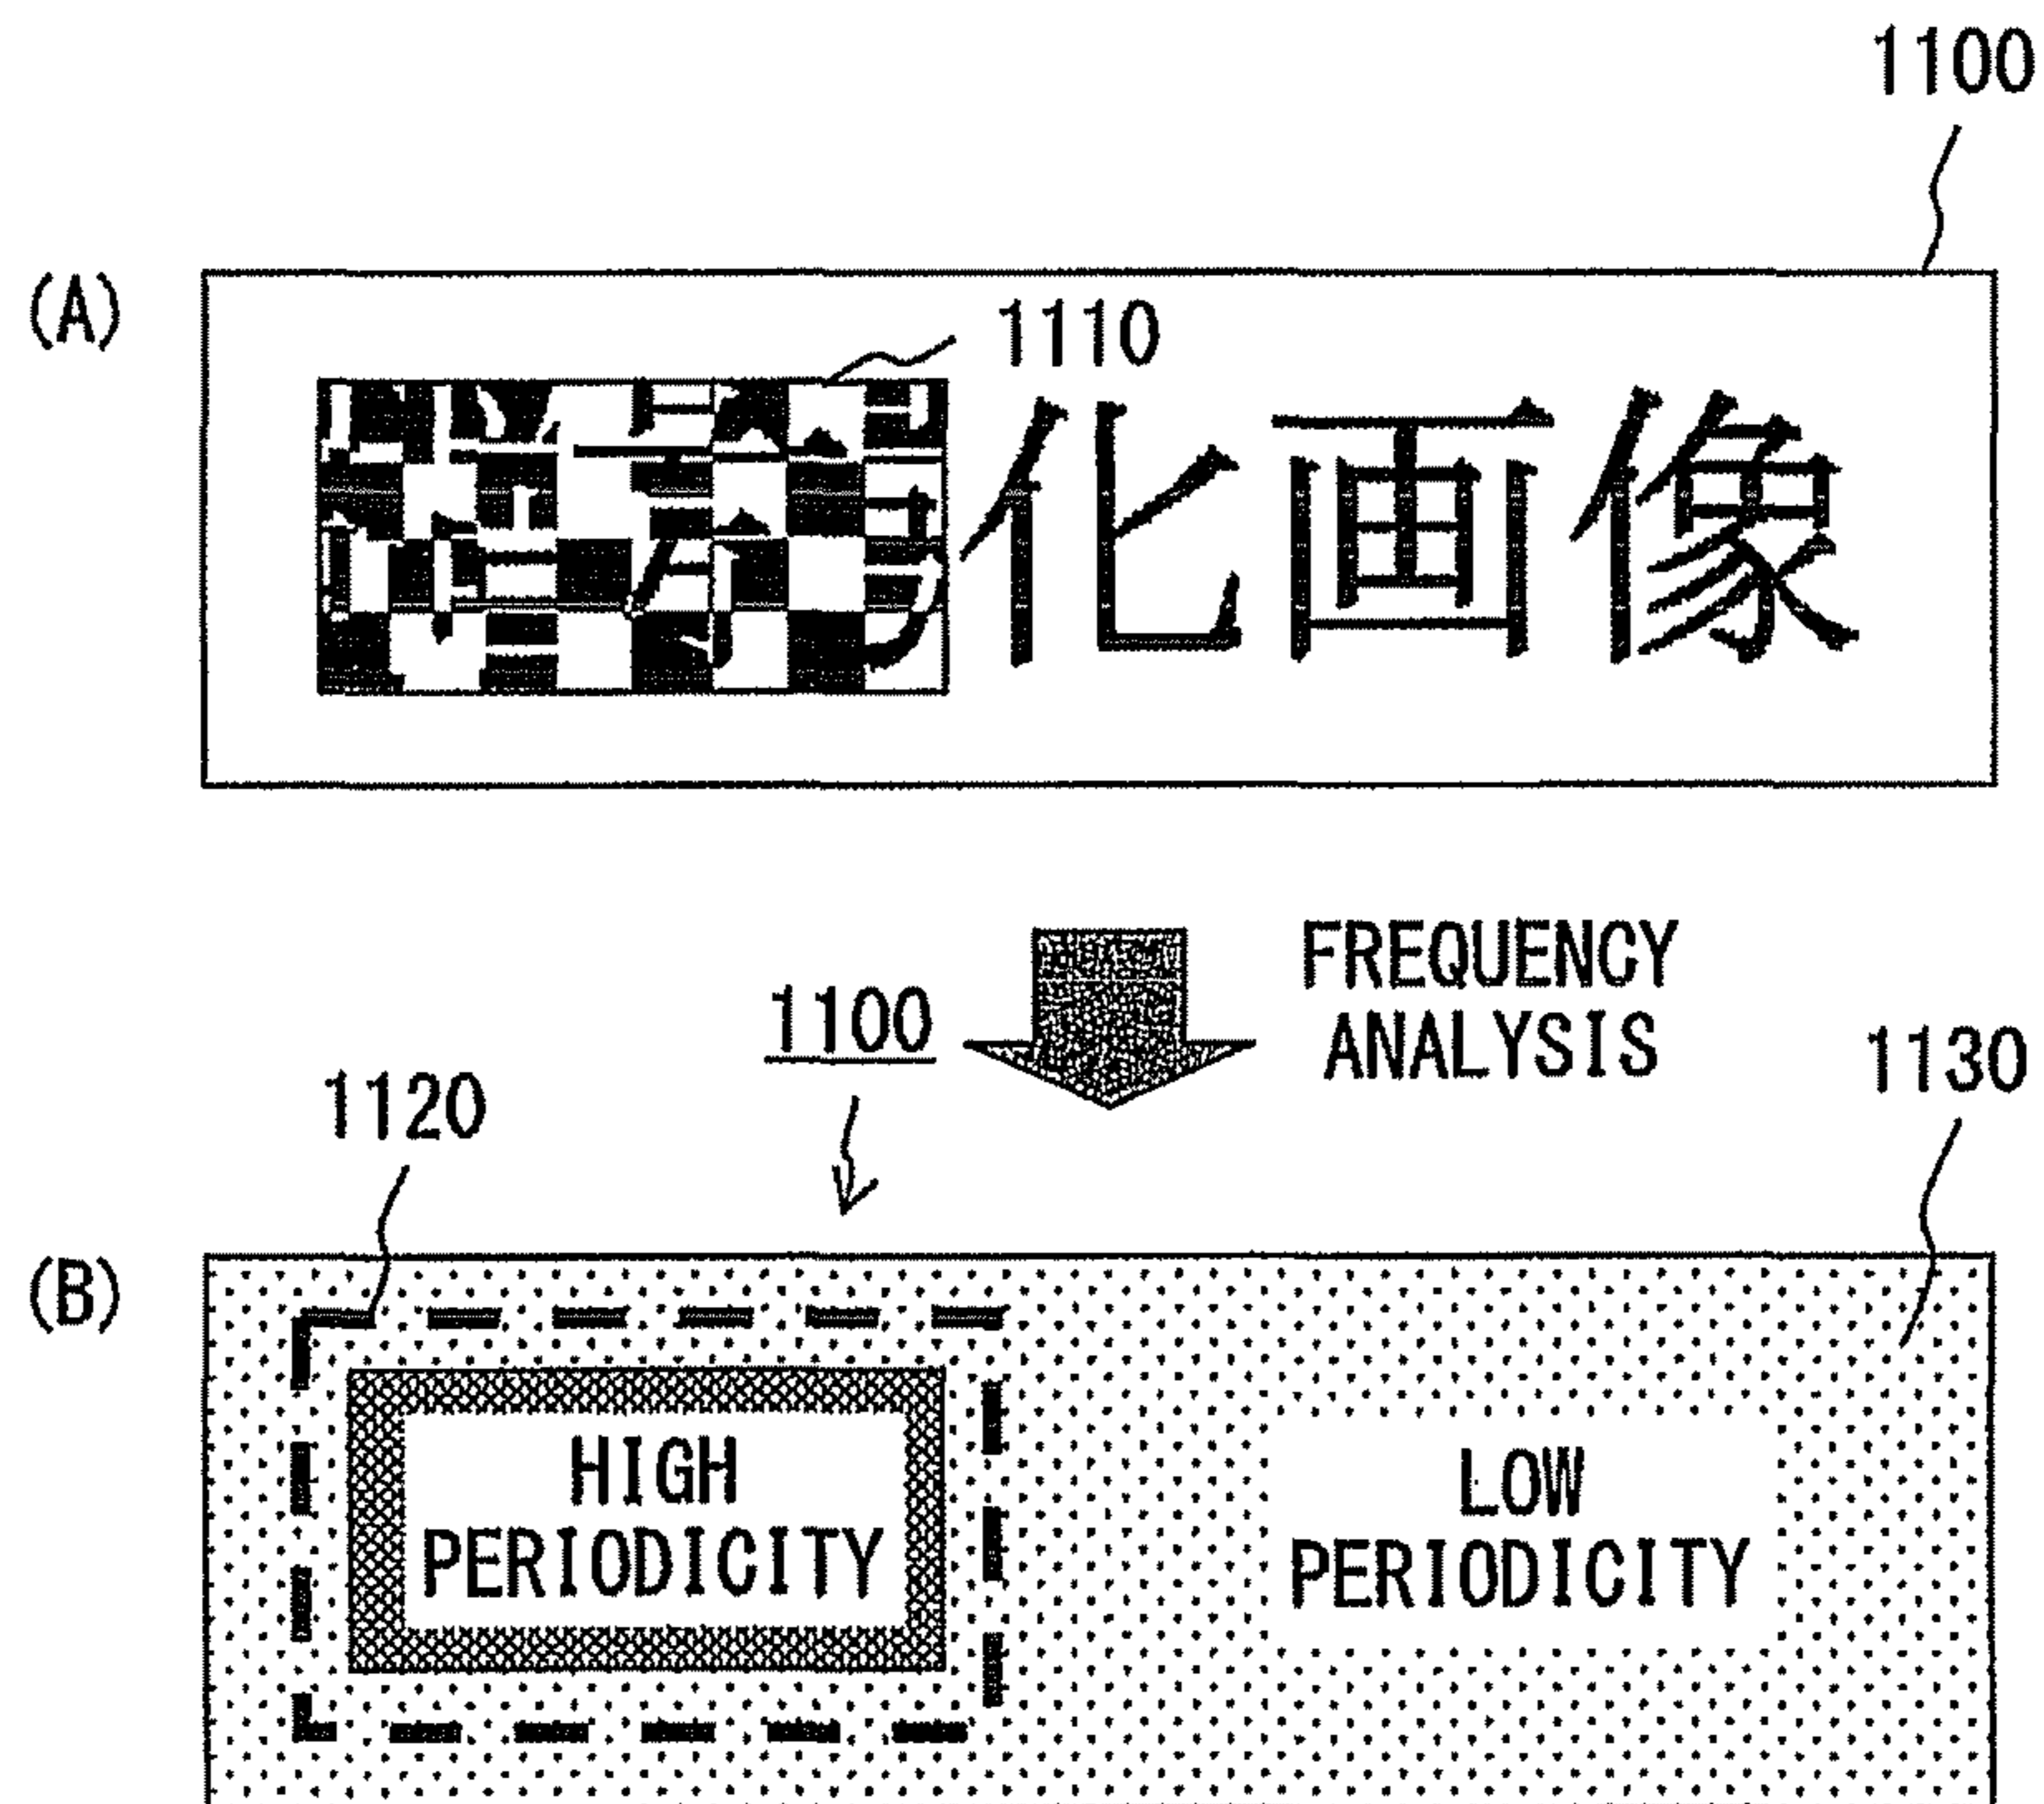 1100
(A)
1110
化画像
FREQUENCY
ANALYSIS
1100
1120
1130
(B)
HIGH
PERIODICITY
LOW
PERIODICITY